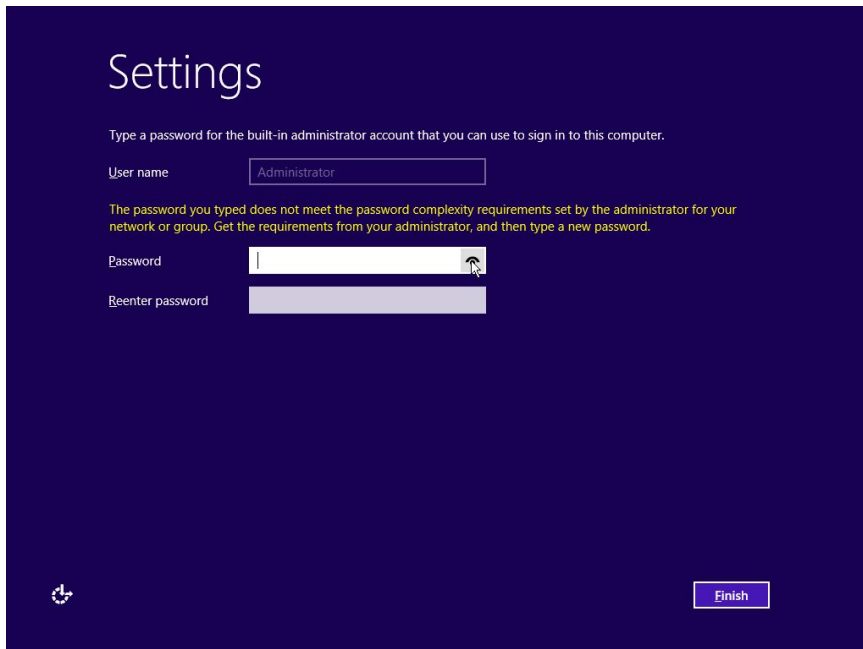 Settings
Type a password for the built-in administrator account that you can use to sign in to this computer.
User name
Administrator
The password you typed does not meet the password complexity requirements set by the administrator for your
network or group. Get the requirements from your administrator, and then type a new password.
Password
Reenter password
Finish